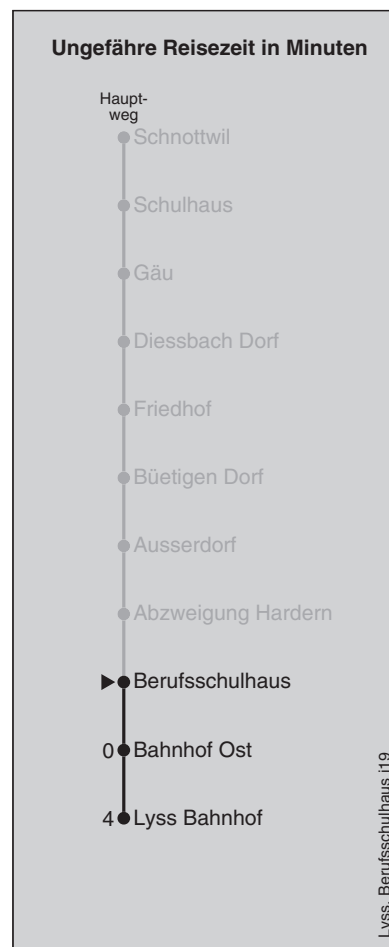 Ungefähre Reisezeit in Minuten
Haupt-
weg
Schnottwil
Schulhaus
Gäu
Diessbach Dorf
Friedhof
Büetigen Dorf
Ausserdorf
Abzweigung Hardern
Berufsschulhaus
0 Bahnhof Ost
4 Lyss Bahnhof
Lyss, Berufsschulhaus j19